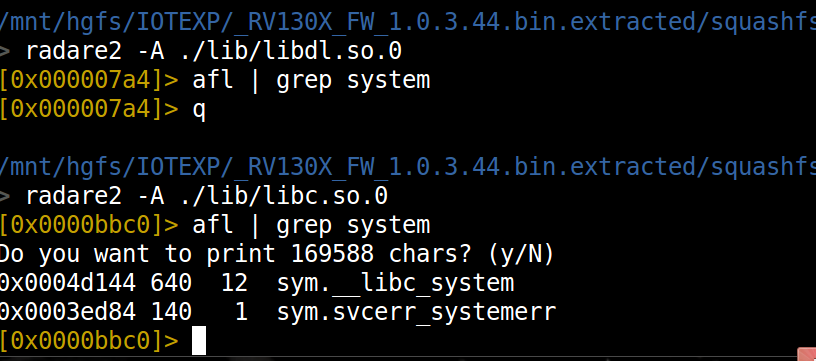 /mnt/hgfs/IOTEXP/_RV130X_FW_1.0.3.44.bin.extracted/squashfs
> radare2 -A ./lib/libdl.so.0
[0x000007a4]> afl | grep system
[0x000007a4]> q
/mnt/hgfs/IOTEXP/_RV130X_FW_1.0.3.44.bin.extracted/squashfs
> radare2 -A ./lib/libc.so.0
[0x0000bbc0]> afl | grep system
Do you want to print 169588 chars? (y/N)
0x0004d144 640  12  sym.__libc_system
0x0003ed84 140   1  sym.svcerr_systemerr
[0x0000bbc0]>